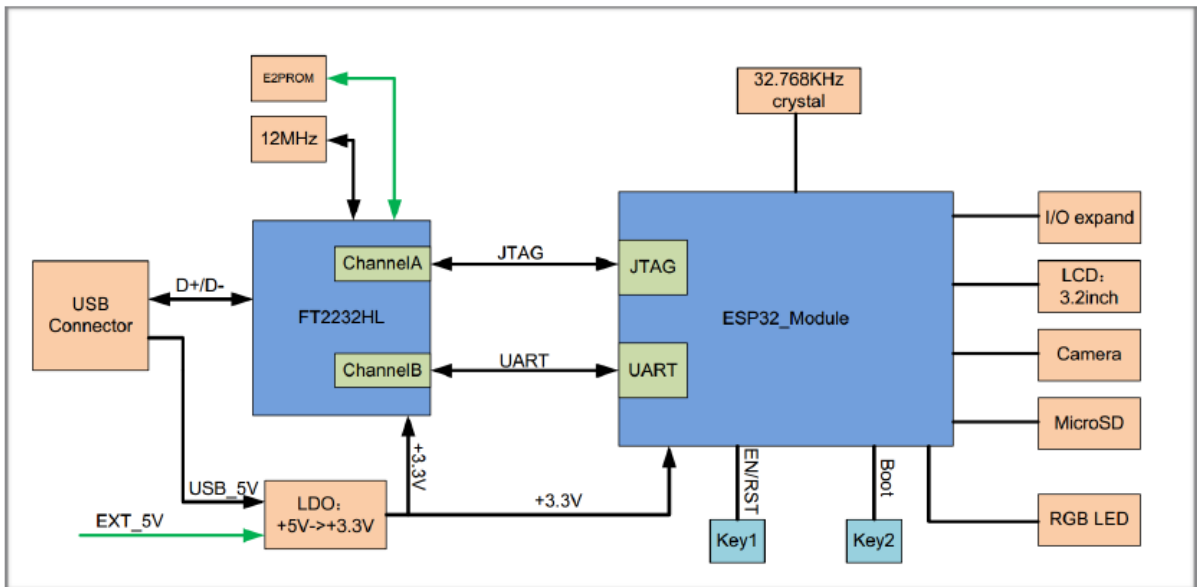 E2PROM
12MHz
32.768KHz
crystal
ChannelA
JTAG
JTAG
I/O expand
USB
Connector
D+/D-
FT2232HL
ESP32_Module
LCD：
3.2inch
ChannelB
UART
UART
Camera
MicroSD
+3.3V
EN/RST
Boot
USB_5V
LDO：
+5V->+3.3V
+3.3V
EXT_5V
Key1
Key2
RGB LED